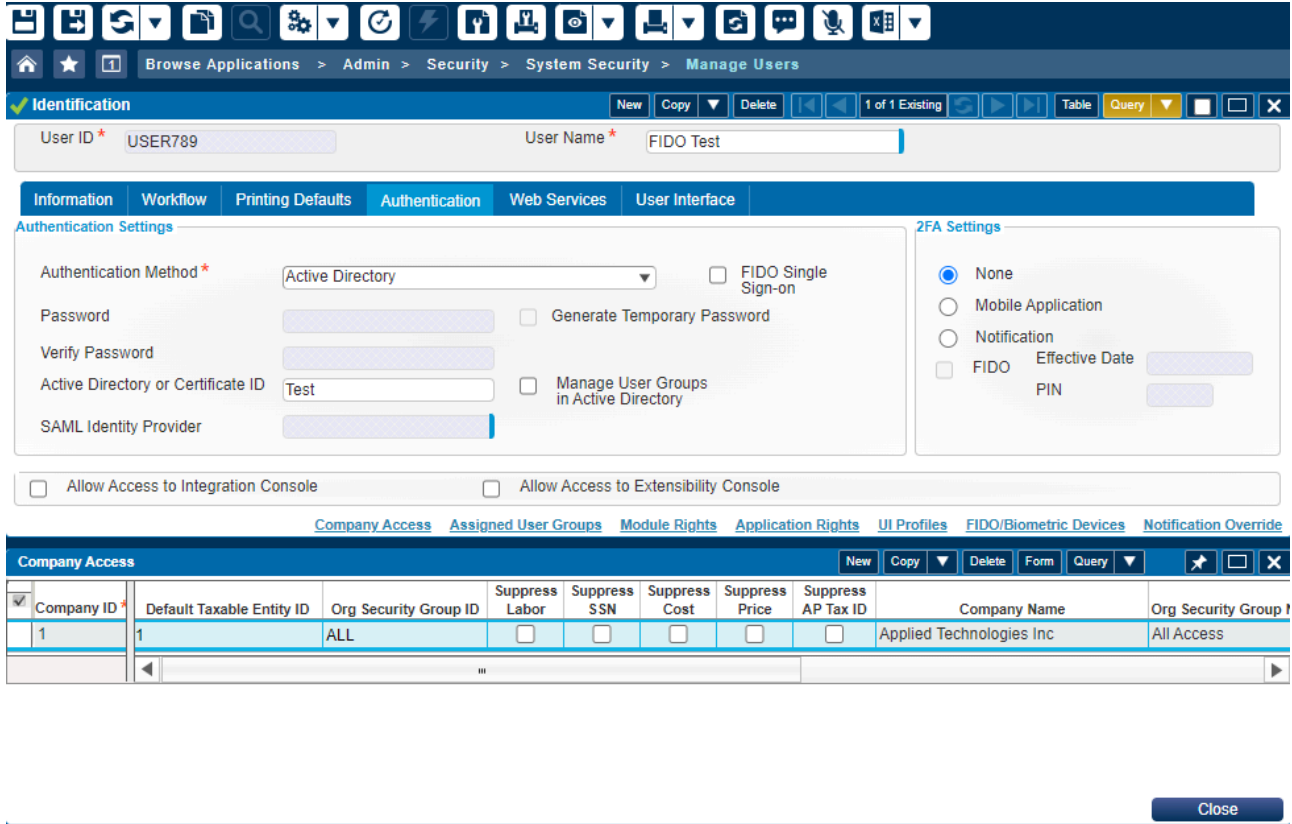 1 Browse Applications > Admin > Security > System Security > Manage Users
Identification New Copy Delete 1 of 1 Existing Table Query
User ID * USER789 User Name * FIDO Test
Information Workflow Printing Defaults Authentication Web Services User Interface
Authentication Settings
Authentication Method * Active Directory FIDO Single Sign-on
Password Generate Temporary Password
Verify Password
Active Directory or Certificate ID Test Manage User Groups in Active Directory
SAML Identity Provider
2FA Settings
None
Mobile Application
Notification
FIDO Effective Date
PIN
Allow Access to Integration Console Allow Access to Extensibility Console
Company Access Assigned User Groups Module Rights Application Rights UI Profiles FIDO/Biometric Devices Notification Override
Company Access New Copy Delete Form Query
Company ID * Default Taxable Entity ID Org Security Group ID Suppress Labor Suppress SSN Suppress Cost Suppress Price Suppress AP Tax ID Company Name Org Security Group N
1 1 ALL Applied Technologies Inc All Access
Close